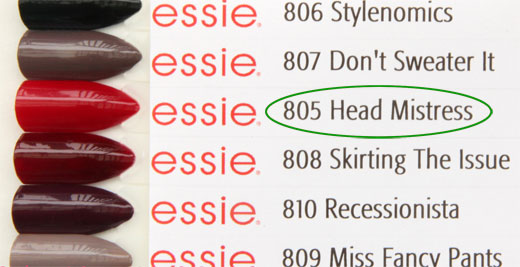 essie 806 Stylenomics
essie 807 Don't Sweater It
essie 805 Head Mistress
essie 808 Skirting The Issue
essie 810 Recessionista
essie 809 Miss Fancy Pants